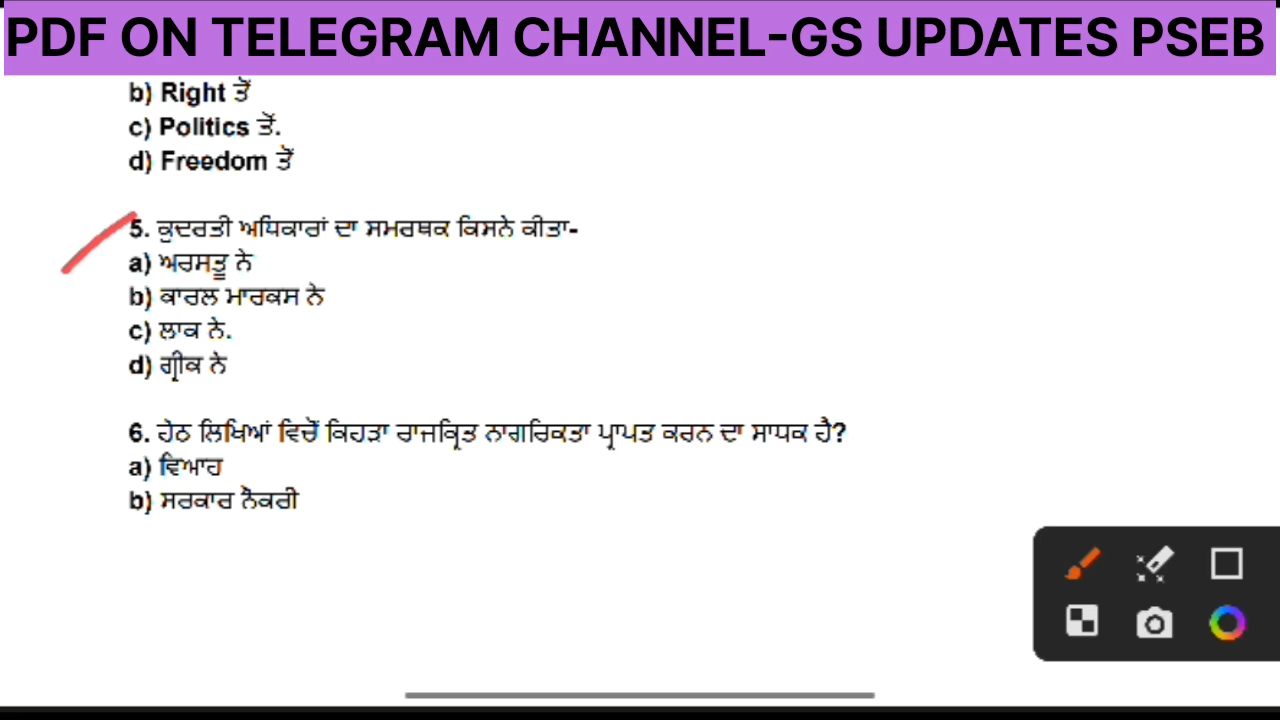 PDF ON TELEGRAM CHANNEL-GS UPDATES PSEB
b) Right ਤੋਂ
c) Politics ਤੋਂ.
d) Freedom ਤੋਂ
5. ਕੁਦਰਤੀ ਅਧਿਕਾਰਾਂ ਦਾ ਸਮਰਥਕ ਕਿਸਨੇ ਕੀਤਾ-
a) ਅਰਸਤੂ ਨੇ
b) ਕਾਰਲ ਮਾਰਕਸ ਨੇ
c) ਲਾਕ ਨੇ.
d) ਗ੍ਰੀਕ ਨੇ
6. ਹੇਠ ਲਿਖਿਆਂ ਵਿਚੋਂ ਕਿਹੜਾ ਰਾਜਕ੍ਰਿਤ ਨਾਗਰਿਕਤਾ ਪ੍ਰਾਪਤ ਕਰਨ ਦਾ ਸਾਧਕ ਹੈ?
a) ਵਿਆਹ
b) ਸਰਕਾਰ ਨੈਕਰੀ